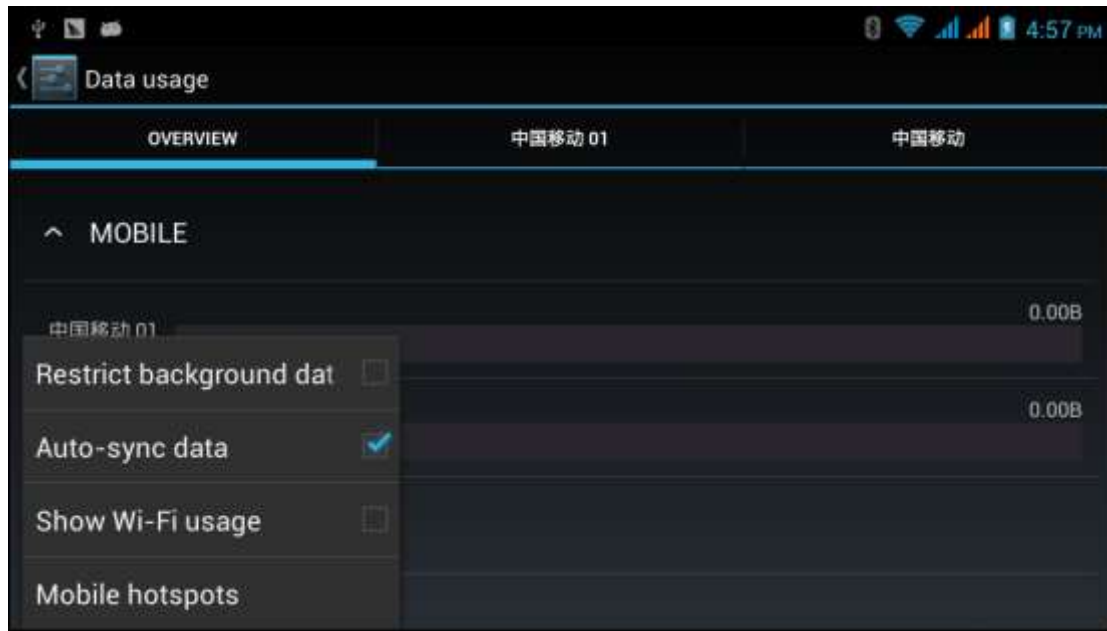 4:57 PM
Data usage
OVERVIEW
中国移动 01
中国移动
MOBILE
0.00B
中国移动 01
Restrict background dat
0.00B
Auto-sync data
Show Wi-Fi usage
Mobile hotspots